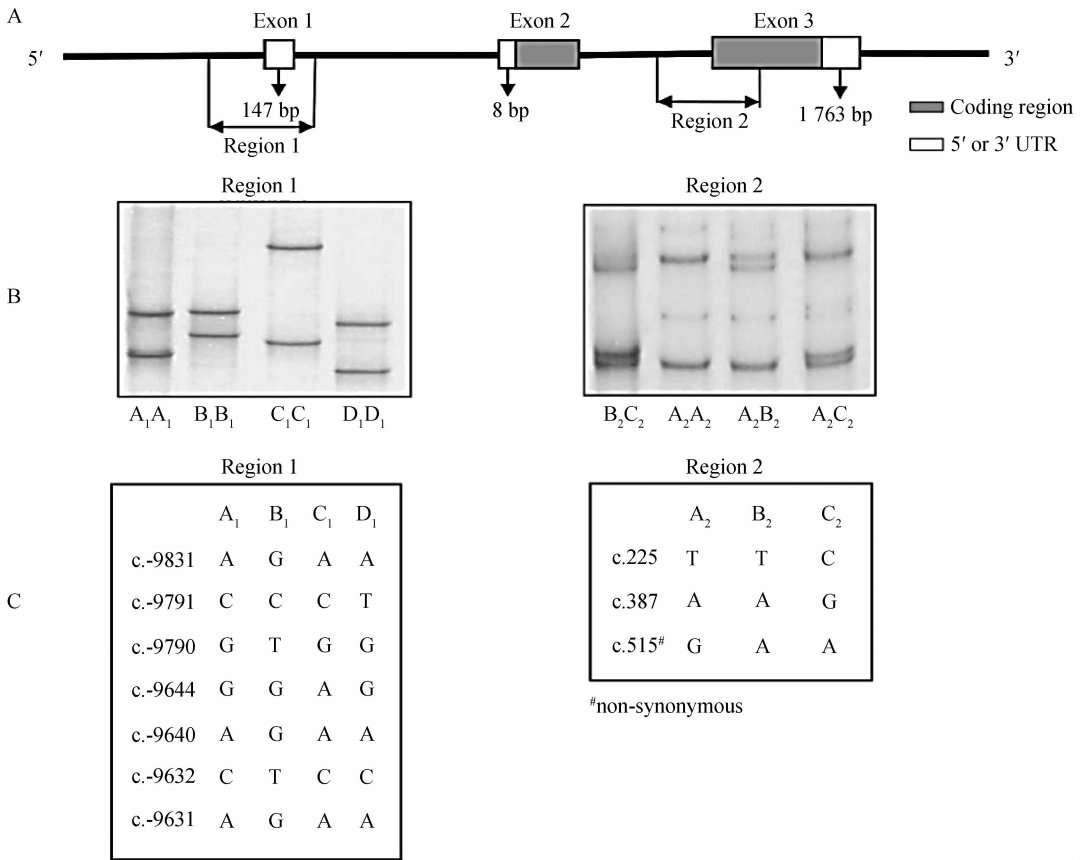 A
Exon 1
Exon 2
Exon 3
5′
3′
147 bp
8 bp
1 763 bp
Region 1
Region 2
Coding region
5′ or 3′ UTR
Region 1
Region 2
B
A₁A₁ B₁B₁ C₁C₁ D₁D₁
B₂C₂ A₂A₂ A₂B₂ A₂C₂
Region 1
Region 2
C
A₁ B₁ C₁ D₁
c.-9831 A G A A
c.-9791 C C C T
c.-9790 G T G G
c.-9644 G G A G
c.-9640 A G A A
c.-9632 C T C C
c.-9631 A G A A
A₂ B₂ C₂
c.225 T T C
c.387 A A G
c.515# G A A
#non-synonymous